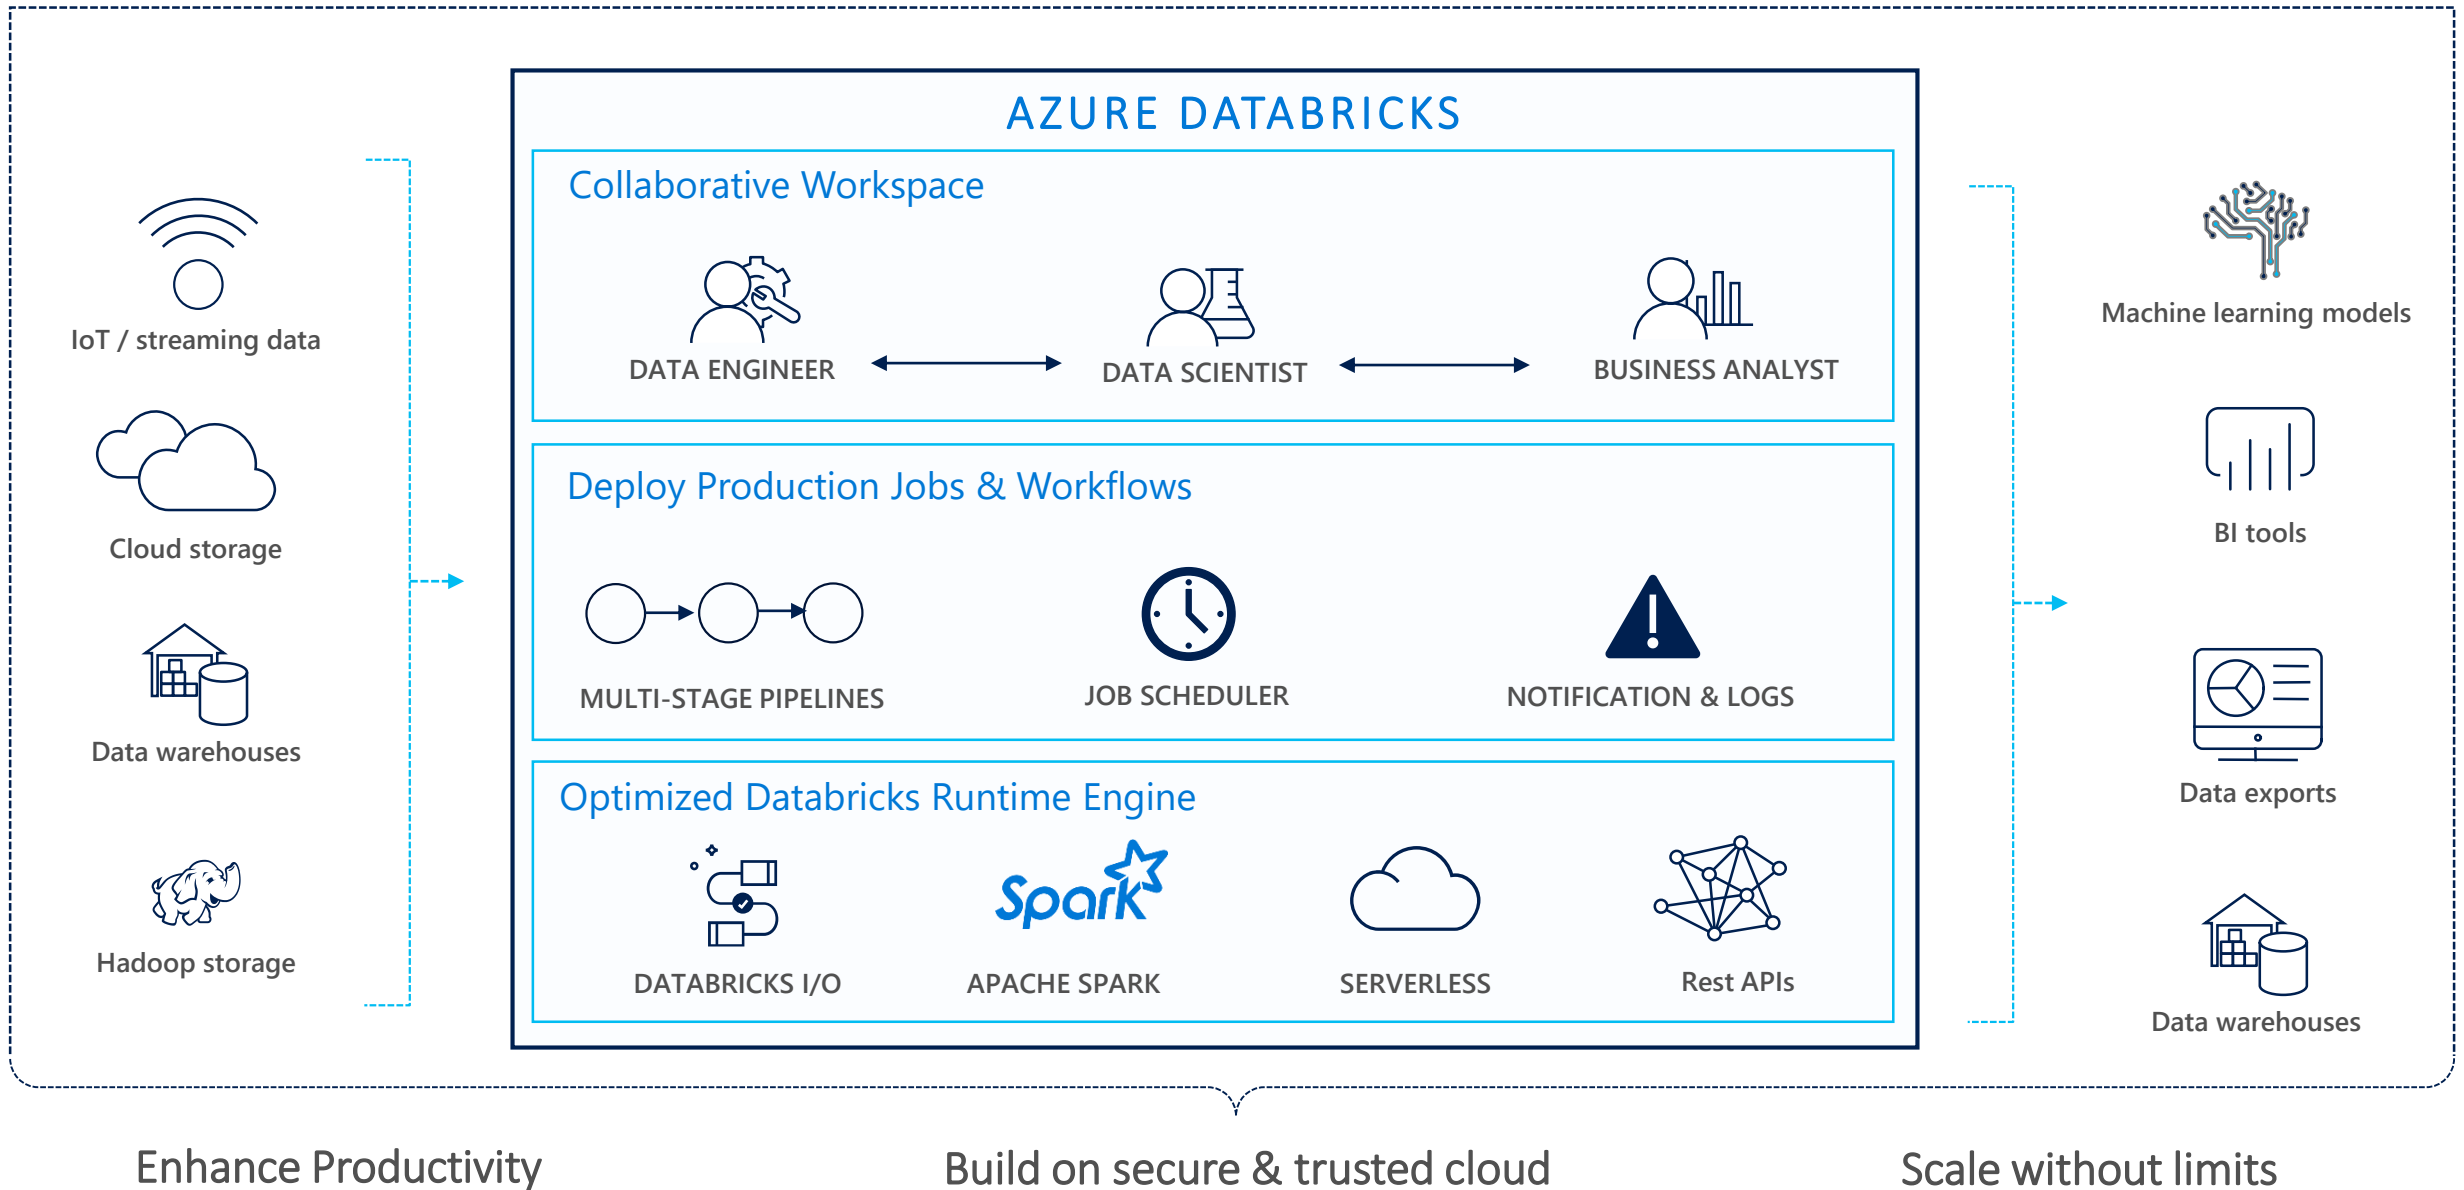 AZURE DATABRICKS
IoT / streaming data
Cloud storage
Data warehouses
Hadoop storage
Collaborative Workspace
DATA ENGINEER
DATA SCIENTIST
BUSINESS ANALYST
Deploy Production Jobs & Workflows
MULTI-STAGE PIPELINES
JOB SCHEDULER
NOTIFICATION & LOGS
Optimized Databricks Runtime Engine
DATABRICKS I/O
Spark
APACHE SPARK
SERVERLESS
Rest APIs
Machine learning models
BI tools
Data exports
Data warehouses
Enhance Productivity
Build on secure & trusted cloud
Scale without limits